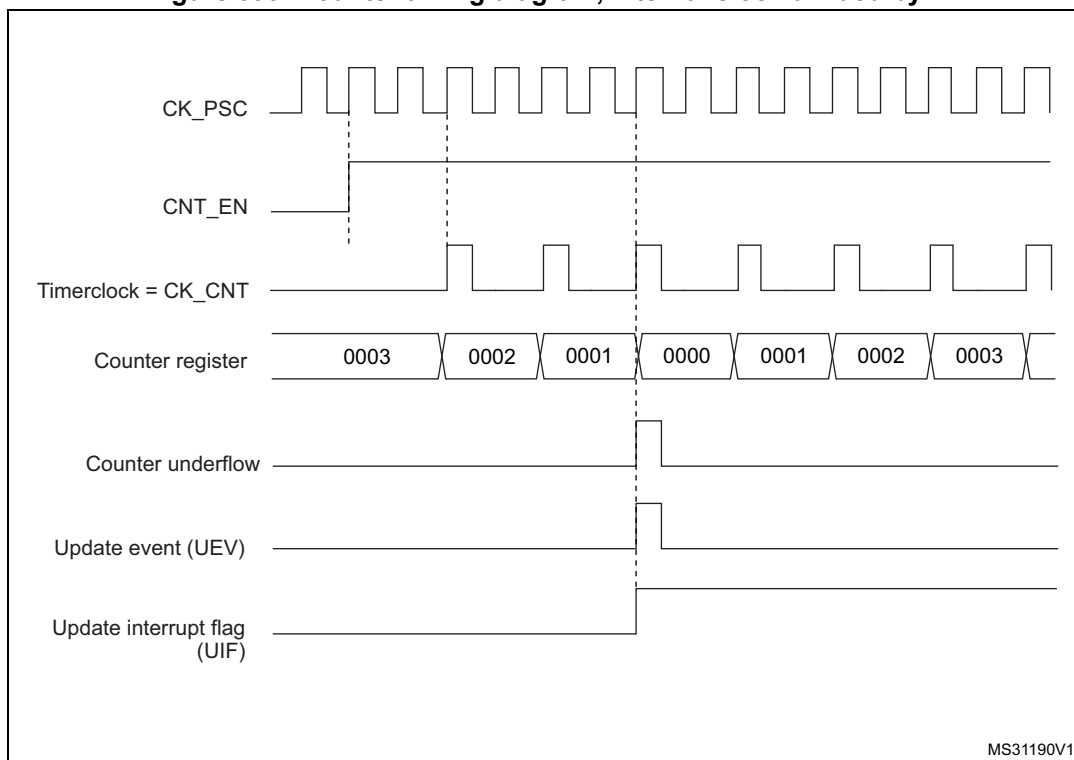 CK_PSC
CNT_EN
Timerclock = CK_CNT
Counter register
0003 0002 0001 0000 0001 0002 0003
Counter underflow
Update event (UEV)
Update interrupt flag
(UIF)
MS31190V1